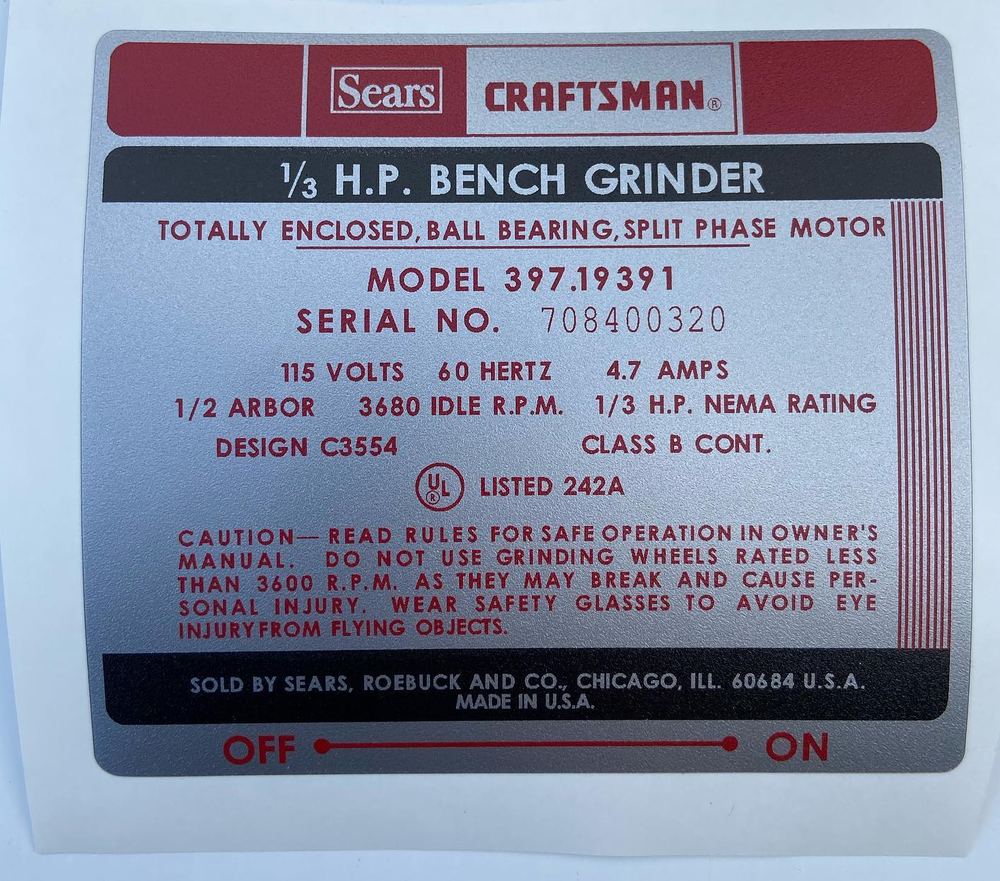 Sears CRAFTSMAN®
1/3 H.P. BENCH GRINDER
TOTALLY ENCLOSED, BALL BEARING, SPLIT PHASE MOTOR
MODEL 397.19391
SERIAL NO. 708400320
115 VOLTS 60 HERTZ 4.7 AMPS
1/2 ARBOR 3680 IDLE R.P.M. 1/3 H.P. NEMA RATING
DESIGN C3554 CLASS B CONT.
UL® LISTED 242A
CAUTION— READ RULES FOR SAFE OPERATION IN OWNER'S
MANUAL. DO NOT USE GRINDING WHEELS RATED LESS
THAN 3600 R.P.M. AS THEY MAY BREAK AND CAUSE PER-
SONAL INJURY. WEAR SAFETY GLASSES TO AVOID EYE
INJURY FROM FLYING OBJECTS.
SOLD BY SEARS, ROEBUCK AND CO., CHICAGO, ILL. 60684 U.S.A.
MADE IN U.S.A.
OFF ON